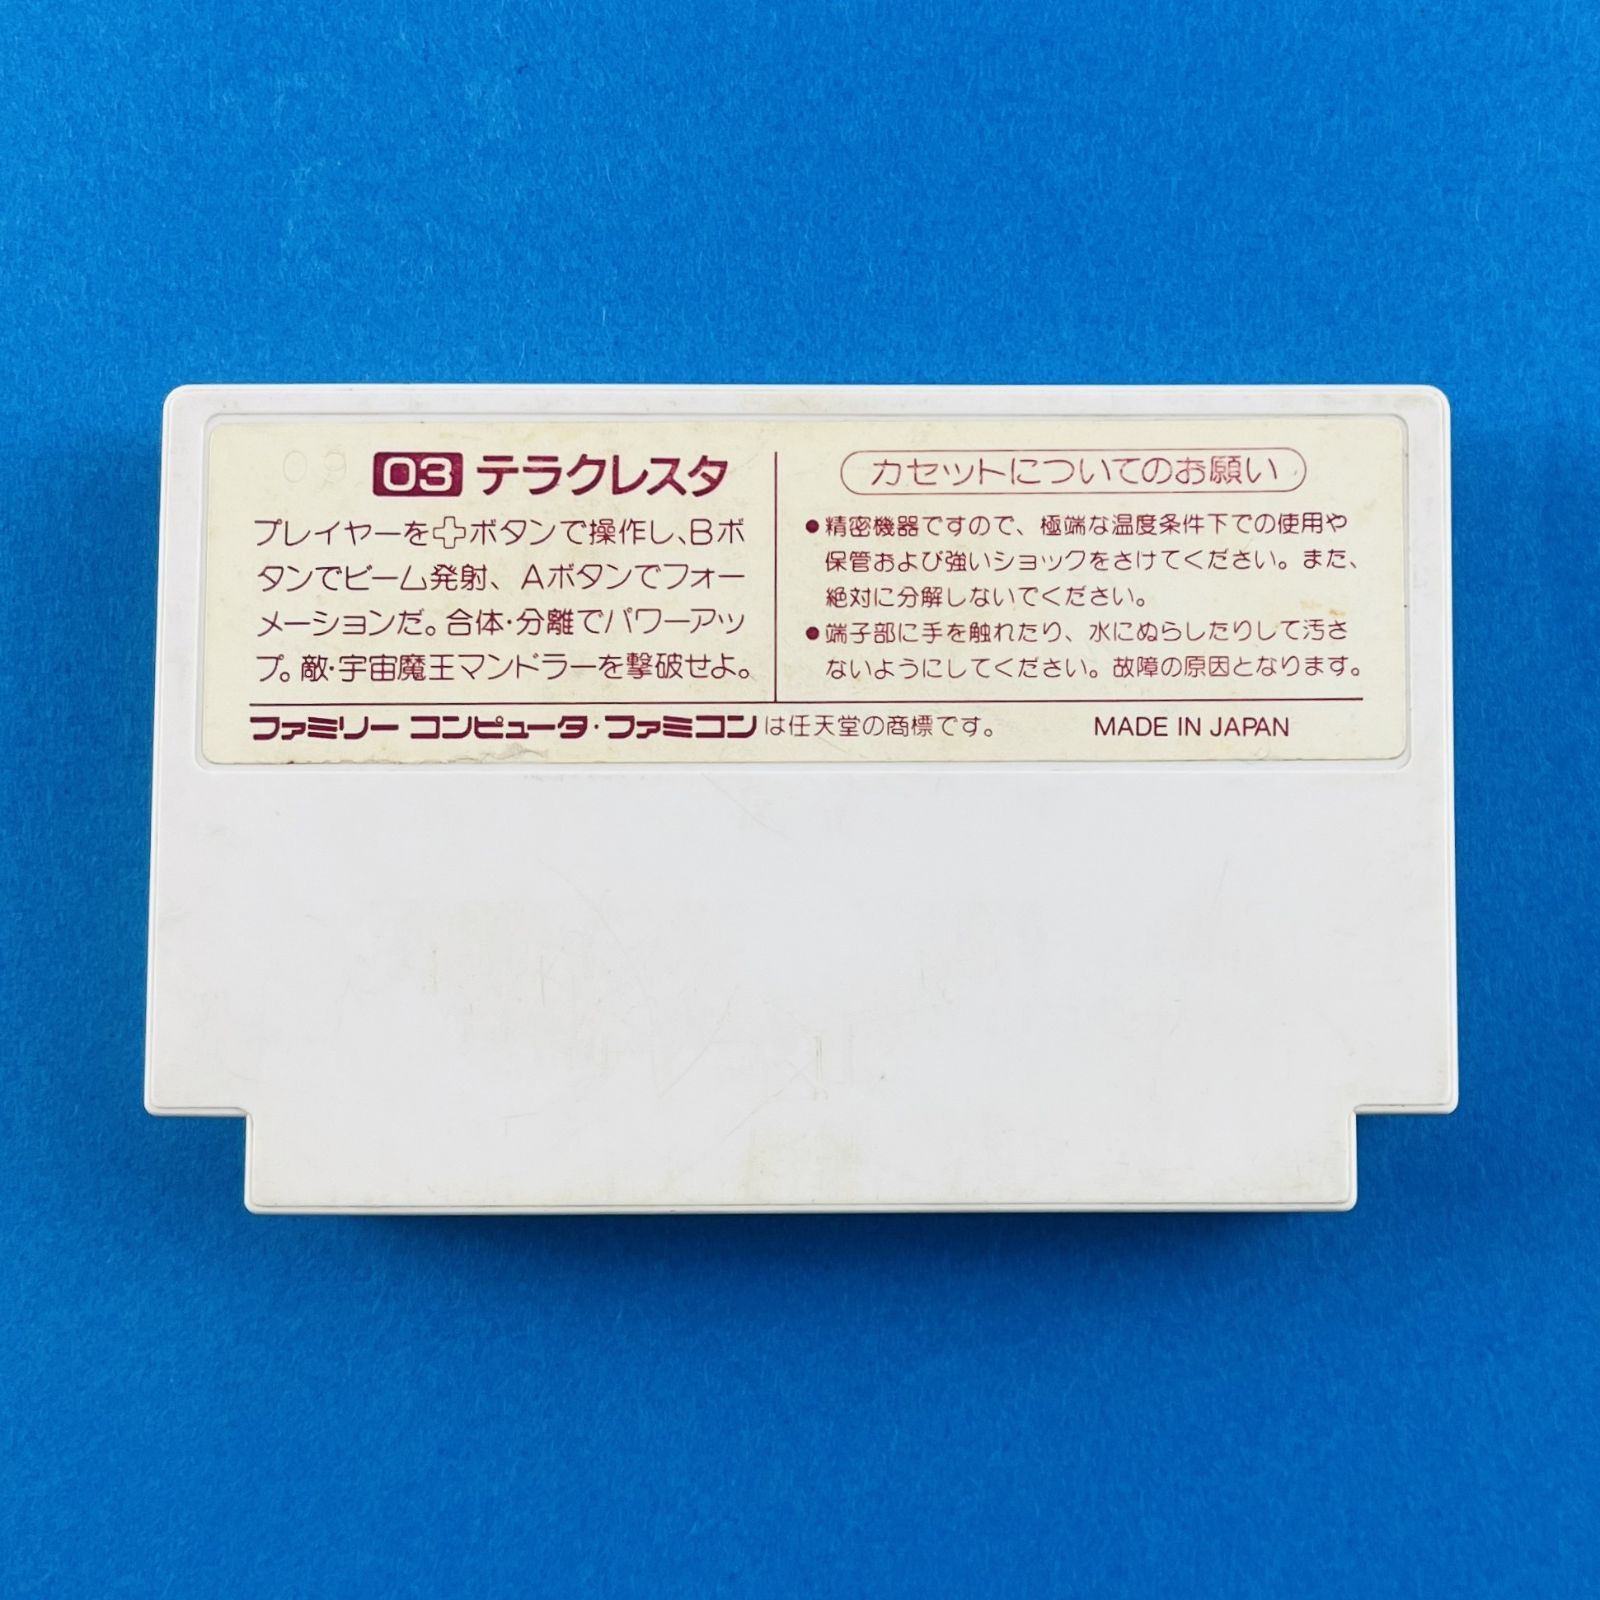 09
03 テラクレスタ
プレイヤーを✚ボタンで操作し、Bボ
タンでビーム発射、Aボタンでフォー
メーションだ。合体・分離でパワーアッ
プ。敵・宇宙魔王マンドラーを撃破せよ。
カセットについてのお願い
●精密機器ですので、極端な温度条件下での使用や
保管および強いショックをさけてください。また、
絶対に分解しないでください。
●端子部に手を触れたり、水にぬらしたりして汚さ
ないようにしてください。故障の原因となります。
ファミリー コンピュータ・ファミコンは任天堂の商標です。
MADE IN JAPAN